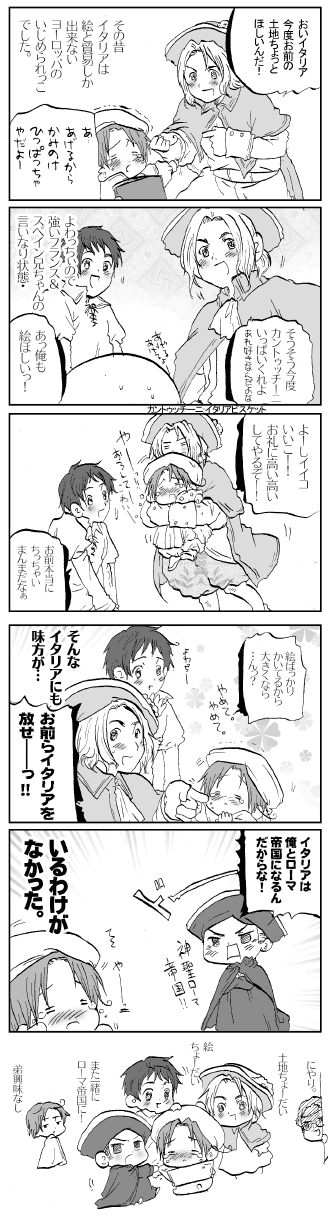 おいイタリア
今度お前の
土地ちょっと
ほしいんだ!
その昔
イタリアは
絵と貿易しか
出来ない
ヨーロッパの
いじめられっこ
でした。
あ…
あげるから
かみのけ
ひっぱっちゃ
やだよー
そうそう今度
カントゥッチーニ
いっぱいくれよ
あれ好きなんだよな
よわっちいので
強いフランス&
スペイン兄ちゃんの
言いなり状態・
あっ俺も
絵ほしいっ!
カントゥッチーニ・イタリアビスケット
よーしイイコ
いいこー!
お礼に高い高い
してやるぞー!
お前本当に
ちっちゃい
まんまだなぁ
絵ばっかり
かいてるから
大きくなら
…ん?
よわっ
やめて
やめて。
そんな
イタリアにも
味方が…
お前らイタリアを
放せーーっ!!
イタリアは
俺とローマ
帝国になるん
だからな!
神聖ローマ
帝国!!
いるわけが
なかった。
にやり。
土地ちょーだい
絵
ちょーだい
また一緒に
ローマ帝国に!
弟興味なし